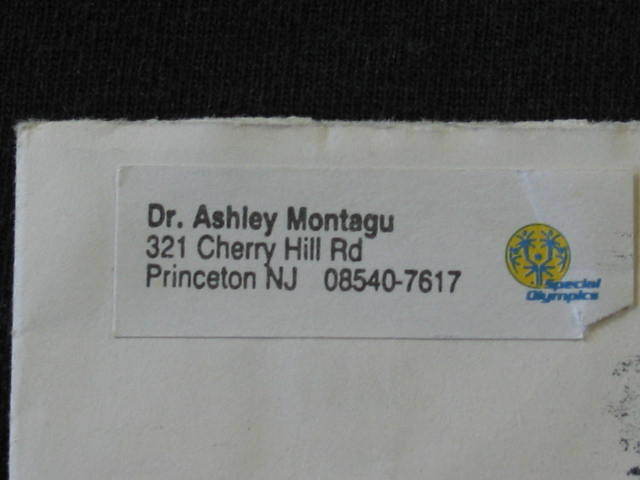 Dr. Ashley Montagu
321 Cherry Hill Rd
Princeton NJ 08540-7617
Special
Olympics